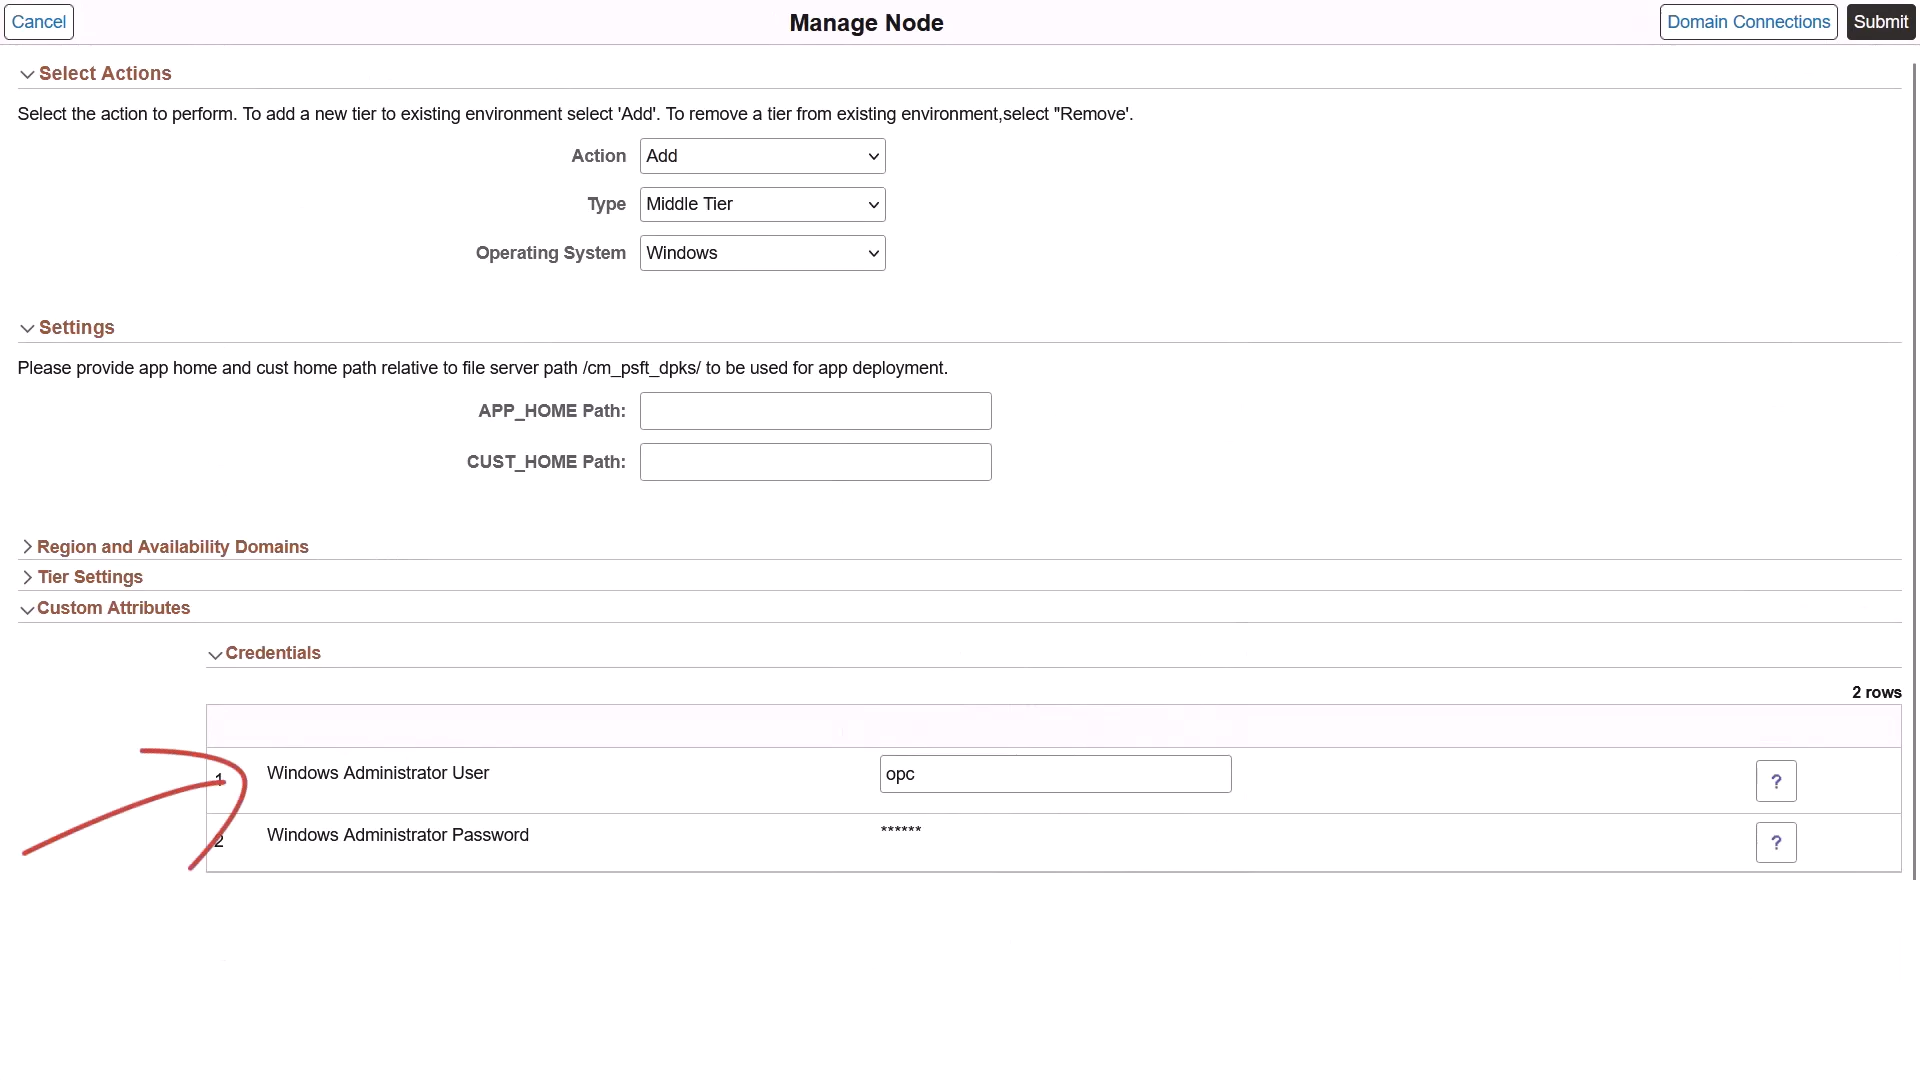 Cancel
Manage Node
Domain Connections
Submit
Select Actions
Select the action to perform. To add a new tier to existing environment select 'Add'. To remove a tier from existing environment,select "Remove'.
Action Add
Type Middle Tier
Operating System Windows
Settings
Please provide app home and cust home path relative to file server path /cm_psft_dpks/ to be used for app deployment.
APP_HOME Path:
CUST_HOME Path:
Region and Availability Domains
Tier Settings
Custom Attributes
Credentials
2 rows
1 Windows Administrator User opc ?
2 Windows Administrator Password ****** ?